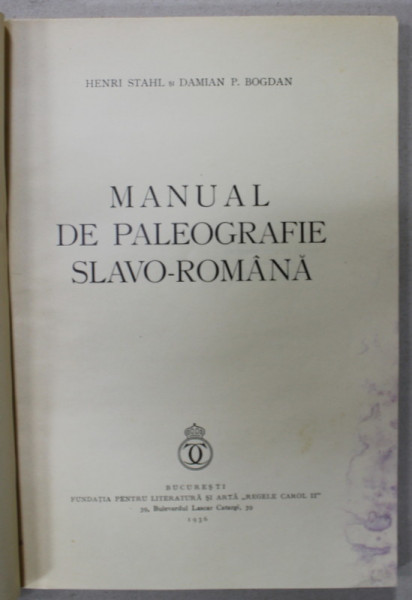 HENRI STAHL și DAMIAN P. BOGDAN
MANUAL
DE PALEOGRAFIE
SLAVO-ROMÂNĂ
BUCUREȘTI
FUNDAȚIA PENTRU LITERATURĂ ȘI ARTĂ „REGELE CAROL II”
39, Bulevardul Lascar Catargi, 39
1936